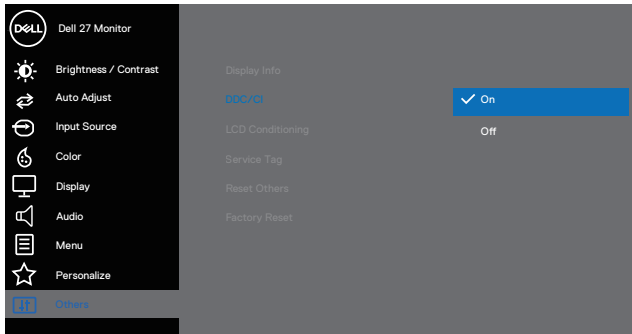 DELL
Dell 27 Monitor
Brightness / Contrast
Auto Adjust
Input Source
Color
Display
Audio
Menu
Personalize
Others
Display Info
DDC/CI
LCD Conditioning
Service Tag
Reset Others
Factory Reset
On
Off